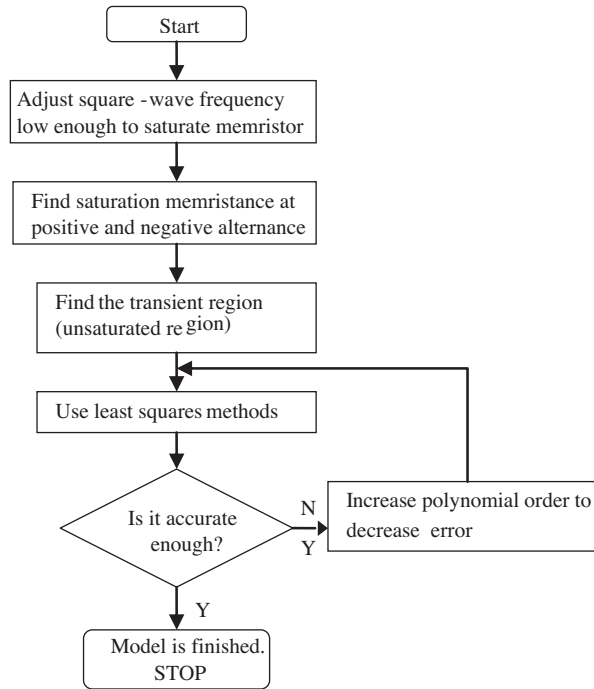 Start
Adjust square - wave frequency
low enough to saturate memristor
Find saturation memristance at
positive and negative alternance
Find the transient region
(unsaturated region)
Use least squares methods
Is it accurate
enough?
N
Y
Increase polynomial order to
decrease error
Y
Model is finished.
STOP